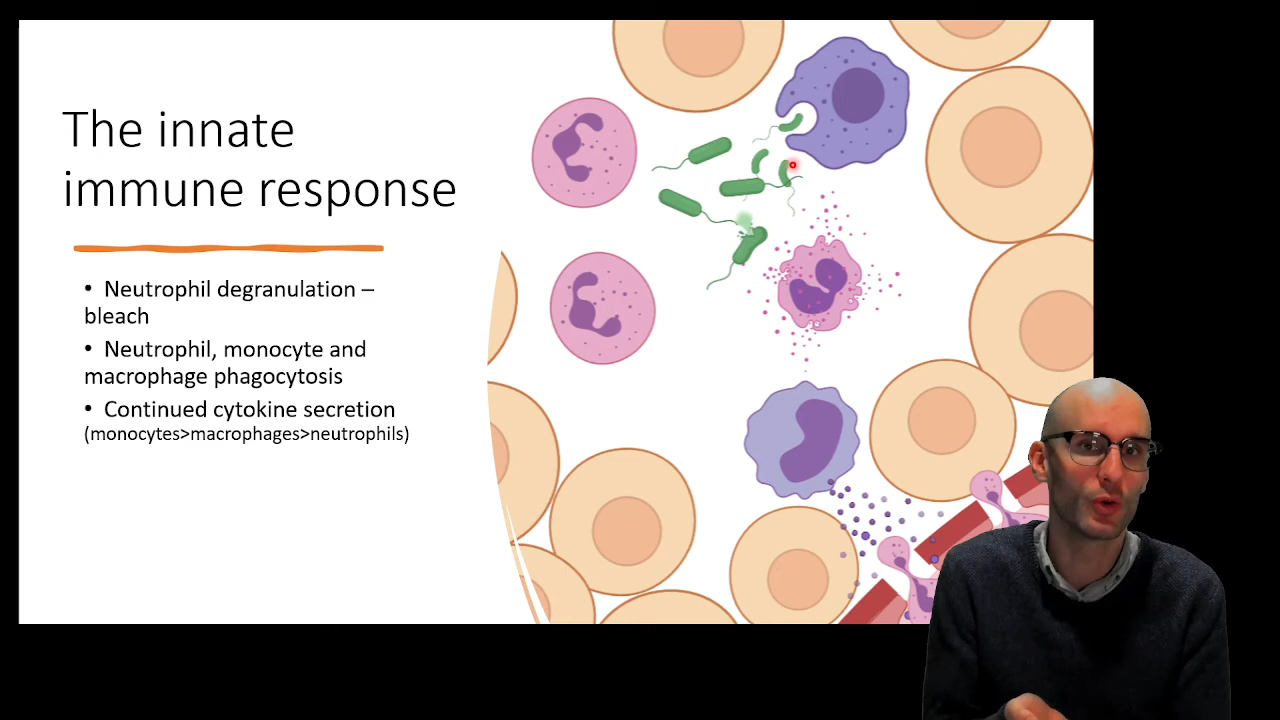 The innate
immune response
• Neutrophil degranulation –
bleach
• Neutrophil, monocyte and
macrophage phagocytosis
• Continued cytokine secretion
(monocytes>macrophages>neutrophils)